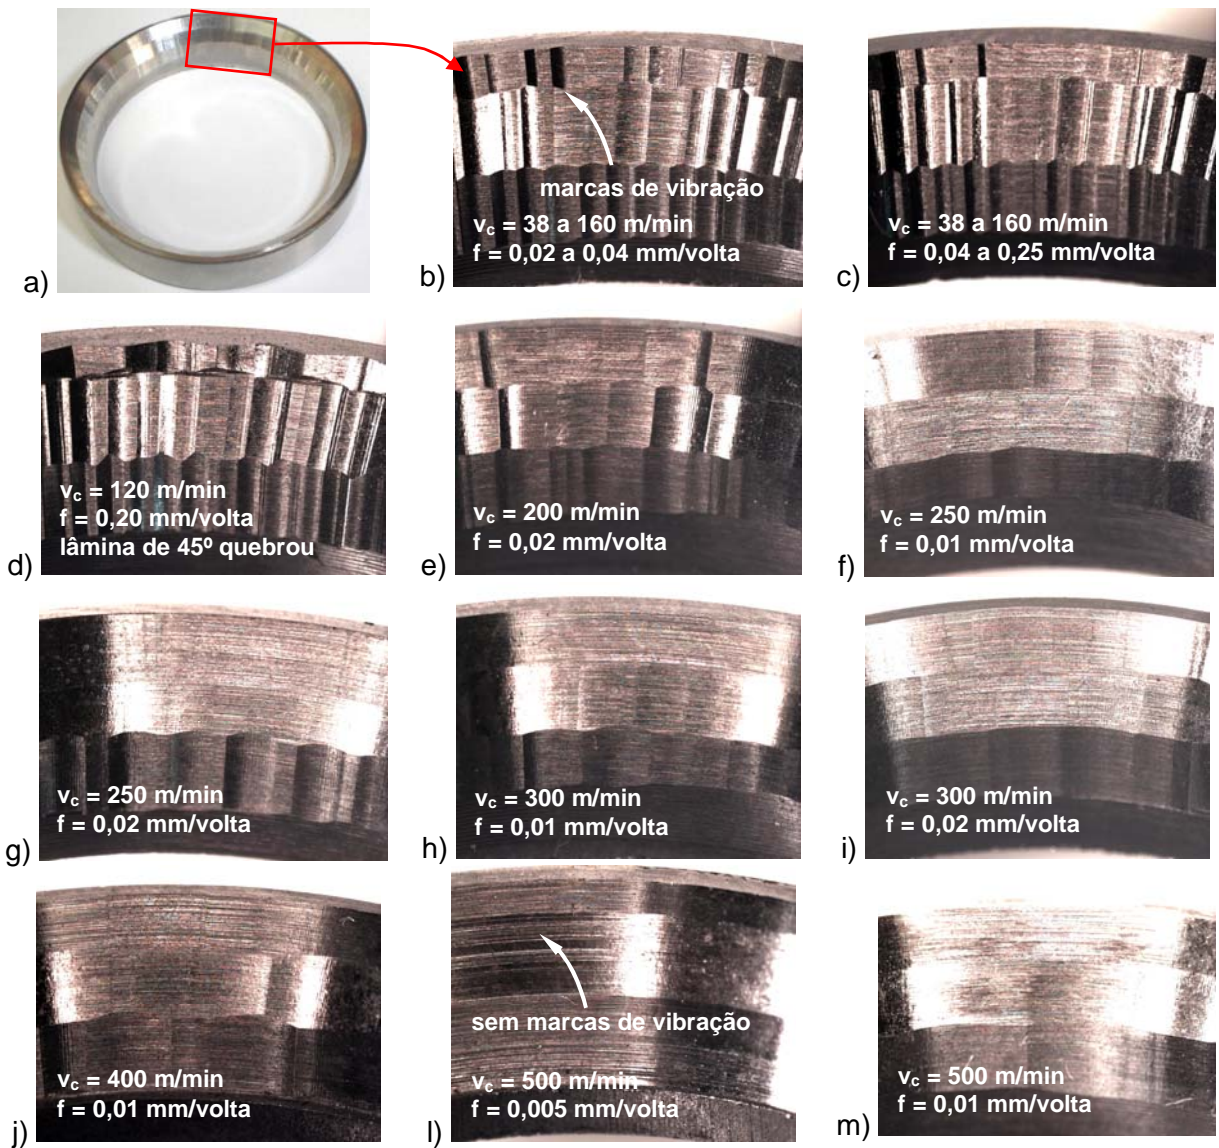 a)
marcas de vibração
vc = 38 a 160 m/min
f = 0,02 a 0,04 mm/volta
b)
vc = 38 a 160 m/min
f = 0,04 a 0,25 mm/volta
c)
vc = 120 m/min
f = 0,20 mm/volta
lâmina de 45º quebrou
d)
vc = 200 m/min
f = 0,02 mm/volta
e)
vc = 250 m/min
f = 0,01 mm/volta
f)
vc = 250 m/min
f = 0,02 mm/volta
g)
vc = 300 m/min
f = 0,01 mm/volta
h)
vc = 300 m/min
f = 0,02 mm/volta
i)
vc = 400 m/min
f = 0,01 mm/volta
j)
sem marcas de vibração
vc = 500 m/min
f = 0,005 mm/volta
l)
vc = 500 m/min
f = 0,01 mm/volta
m)